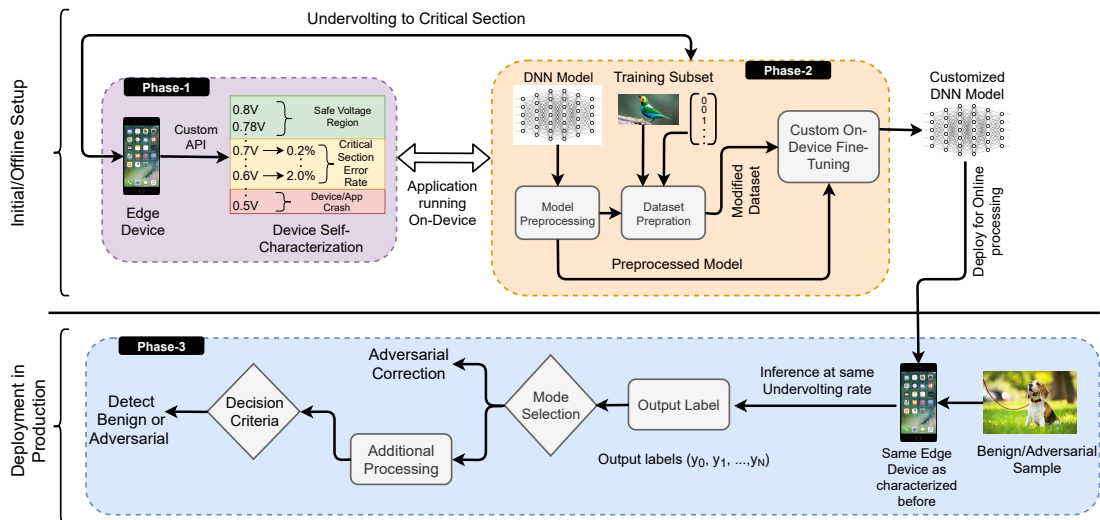 Undervolting to Critical Section
Initial/Offline Setup
Phase-1
Custom
API
Edge
Device
0.8V
0.78V
Safe Voltage
Region
0.7V
0.2%
0.6V
2.0%
Critical
Section
Error
Rate
0.5V
Device/App
Crash
Device Self-
Characterization
Application
running
On-Device
Phase-2
DNN Model
Training Subset
0
0
1
Model
Preprocessing
Dataset
Prepration
Modified
Dataset
Custom On-
Device Fine-
Tuning
Preprocessed Model
Customized
DNN Model
Deploy for Online
processing
Deployment in
Production
Phase-3
Detect
Benign or
Adversarial
Decision
Criteria
Adversarial
Correction
Additional
Processing
Mode
Selection
Output Label
Output labels (y0, y1, ...,yN)
Inference at same
Undervolting rate
Same Edge
Device as
characterized
before
Benign/Adversarial
Sample